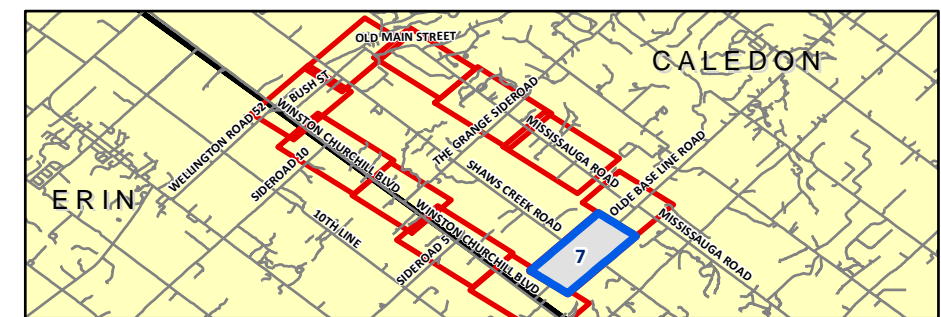 OLD MAIN STREET
CALEDON
BUSH ST
WELLINGTON ROAD 52
WINSTON CHURCHILL BLVD
THE GRANGE SIDEROAD
MISSISSAUGA ROAD
OLDE BASE LINE ROAD
SIDEROAD 10
SHAWS CREEK ROAD
ERIN
10TH LINE
WINSTON CHURCHILL BLVD
MISSISSAUGA ROAD
SIDEROAD 5
7